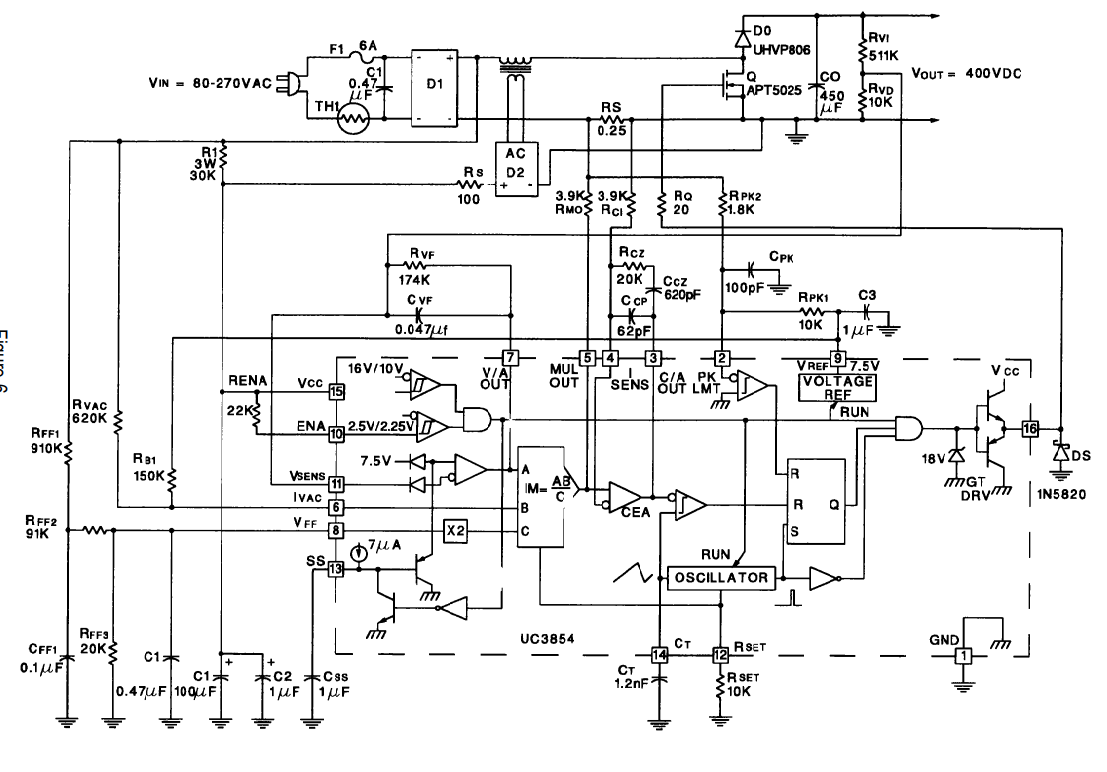 F1 6A
VIN = 80-270VAC
C1
0.47
μF
TH1
D1
D0
UHVP806
Q
APT5025
CO
450
μF
RVI
511K
RVD
10K
VOUT = 400VDC
RS
0.25
R1
3W
30K
RS
100
AC
D2
3.9K
RMO
3.9K
RCI
RQ
20
RPK2
1.8K
RVF
174K
CVF
0.047μf
RCZ
20K
CCZ
620pF
CCP
62pF
CPK
100pF
RPK1
10K
C3
1μF
7
V/A
OUT
5
MUL
OUT
4
I
SENS
3
C/A
OUT
2
PK
LMT
9
VREF 7.5V
VOLTAGE
REF
RUN
VCC
16
DS
1N5820
18V
GT
DRV
RENA
22K
VCC
15
16V/10V
ENA
10
2.5V/2.25V
7.5V
VSENS
11
IVAC
6
VFF
8
X2
SS
13
7μA
A
B
C
IM= AB
C
CEA
R
R
S
Q
RUN
OSCILLATOR
RVAC
620K
RFF1
910K
RB1
150K
RFF2
91K
RFF3
20K
CFF1
0.1μF
C1
0.47μF
C1
100μF
+
C2
1μF
+
CSS
1μF
UC3854
14
CT
12
RSET
CT
1.2nF
RSET
10K
GND
1
Figure 6